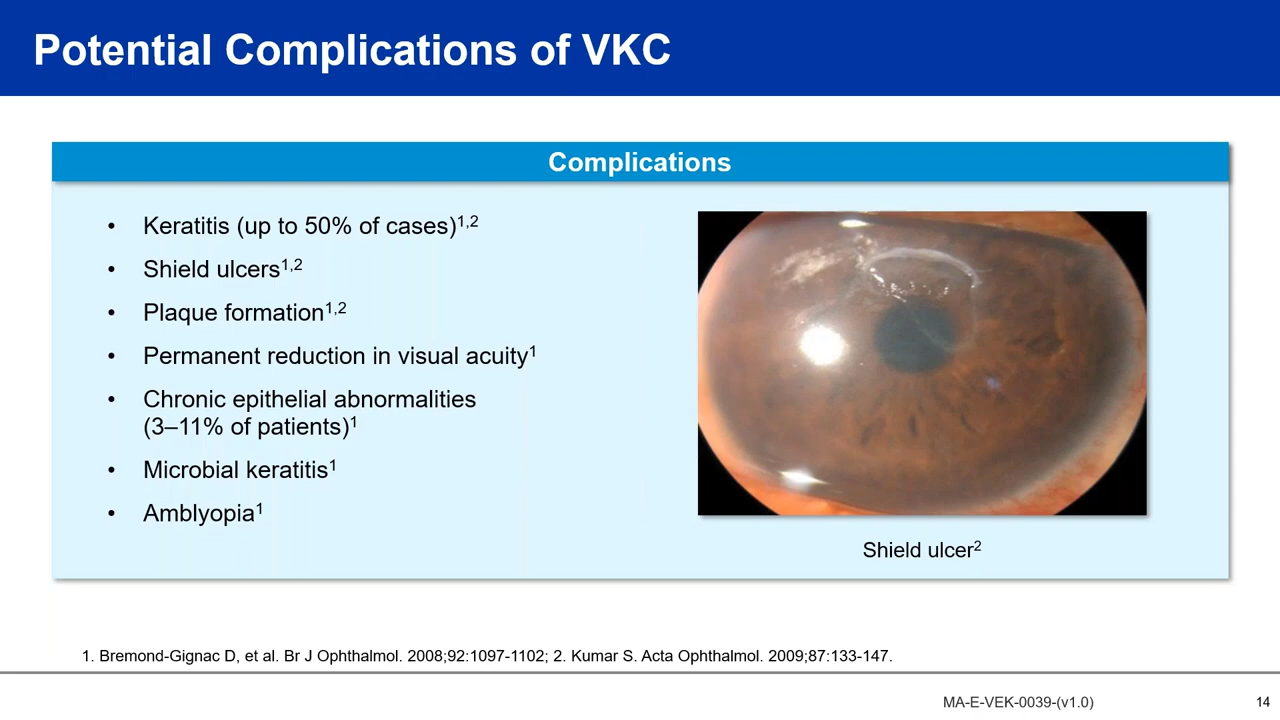 Potential Complications of VKC
Complications
• Keratitis (up to 50% of cases)1,2
• Shield ulcers1,2
• Plaque formation1,2
• Permanent reduction in visual acuity1
• Chronic epithelial abnormalities
(3–11% of patients)1
• Microbial keratitis1
• Amblyopia1
Shield ulcer2
1. Bremond-Gignac D, et al. Br J Ophthalmol. 2008;92:1097-1102; 2. Kumar S. Acta Ophthalmol. 2009;87:133-147.
MA-E-VEK-0039-(v1.0)
14